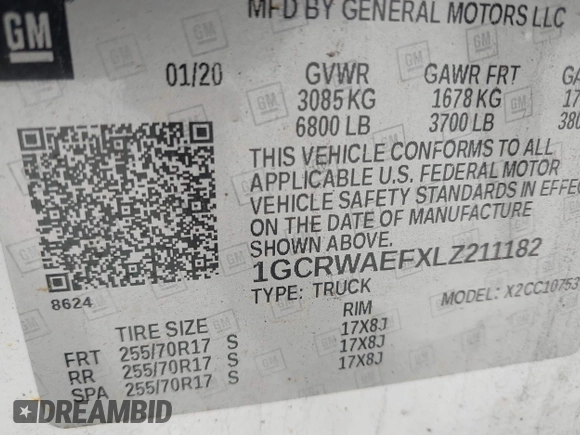 GM
MFD BY GENERAL MOTORS LLC
01/20 GVWR GAWR FRT
3085 KG 1678 KG
6800 LB 3700 LB
THIS VEHICLE CONFORMS TO ALL
APPLICABLE U.S. FEDERAL MOTOR
VEHICLE SAFETY STANDARDS IN EFFEC
ON THE DATE OF MANUFACTURE
SHOWN ABOVE.
1GCRWAEFXLZ211182
8624
TYPE: TRUCK MODEL: X2CC10753
TIRE SIZE RIM
FRT 255/70R17 S 17X8J
RR 255/70R17 S 17X8J
SPA 255/70R17 S 17X8J
DREAMBID